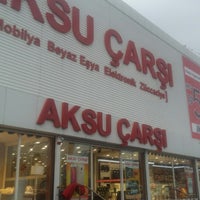 AKSU ÇARŞI
Mobilya Beyaz Eşya Elektronik Züccaciye
AKSU ÇARŞI